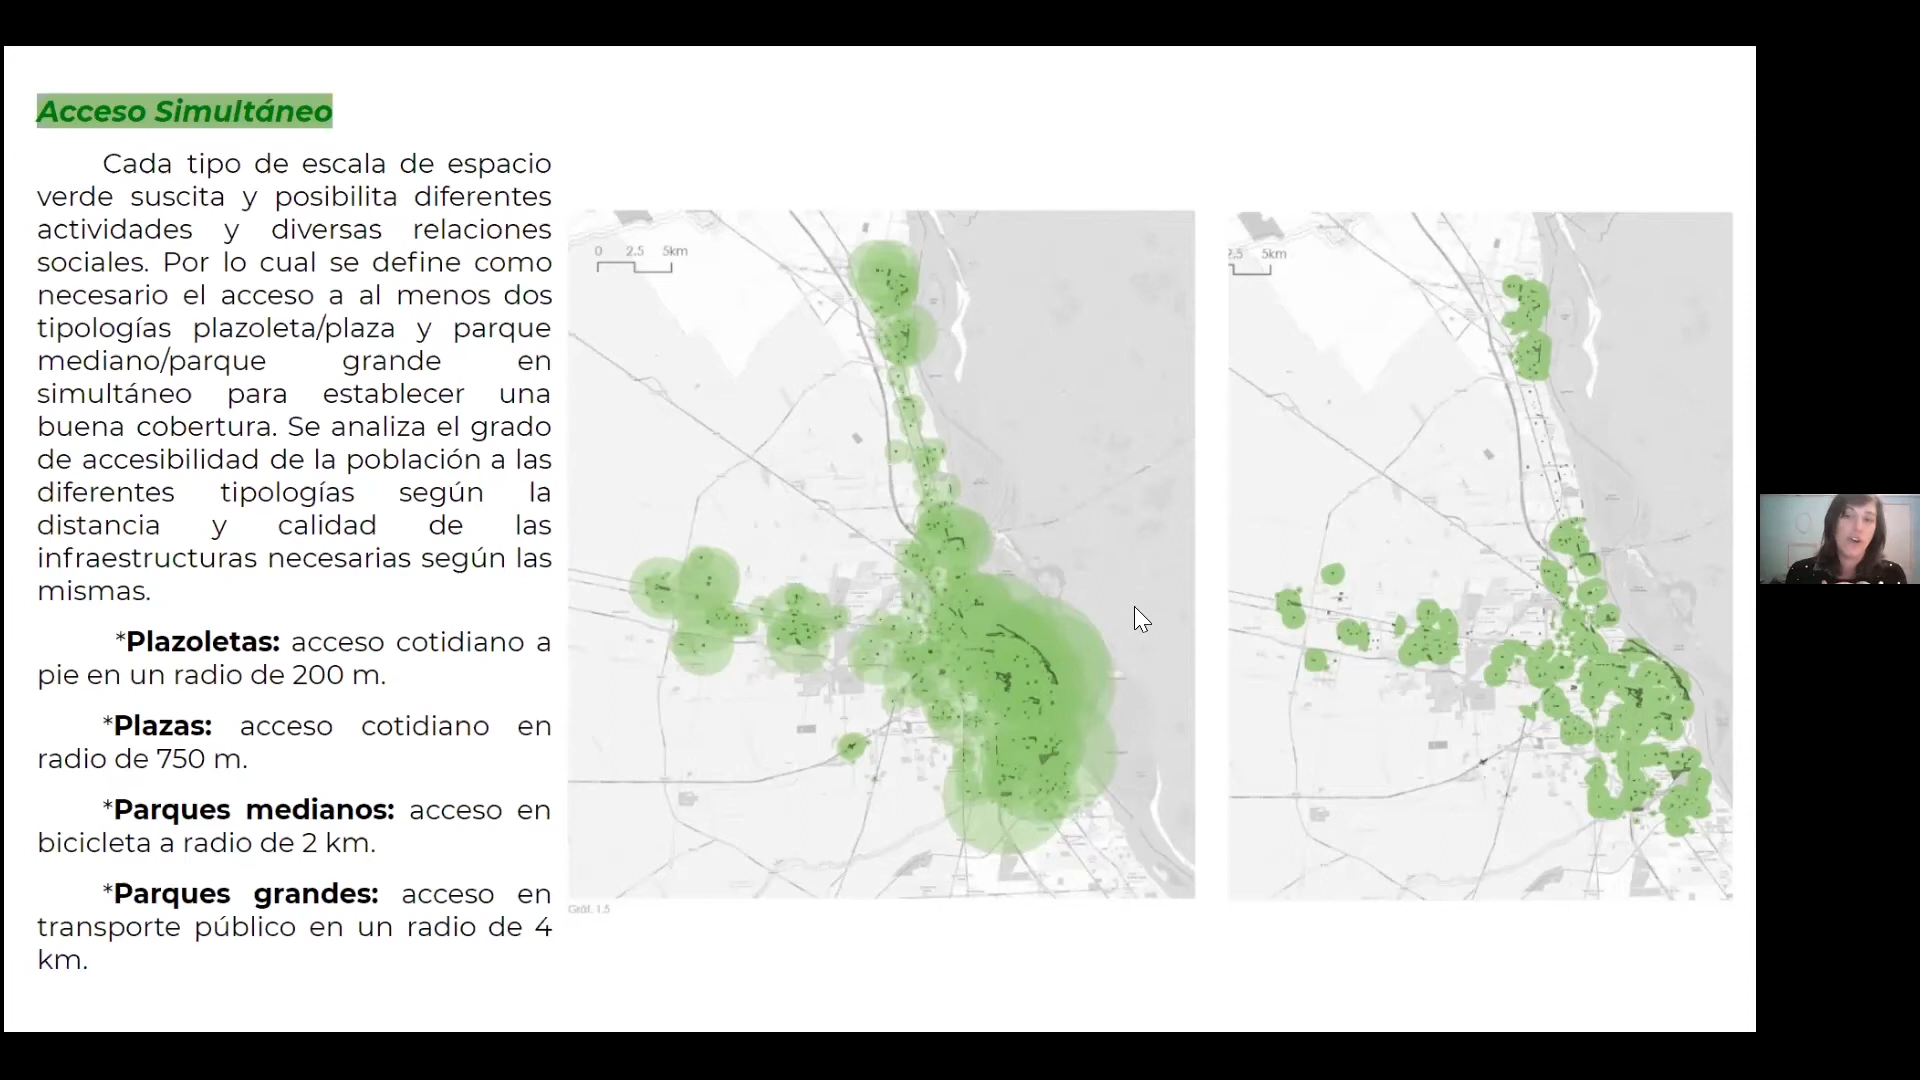 Acceso Simultáneo
Cada tipo de escala de espacio
verde suscita y posibilita diferentes
actividades y diversas relaciones
sociales. Por lo cual se define como
necesario el acceso a al menos dos
tipologías plazoleta/plaza y parque
mediano/parque grande en
simultáneo para establecer una
buena cobertura. Se analiza el grado
de accesibilidad de la población a las
diferentes tipologías según la
distancia y calidad de las
infraestructuras necesarias según las
mismas.
*Plazoletas: acceso cotidiano a
pie en un radio de 200 m.
*Plazas: acceso cotidiano en
radio de 750 m.
*Parques medianos: acceso en
bicicleta a radio de 2 km.
*Parques grandes: acceso en
transporte público en un radio de 4
km.
0 2.5 5km
Gráf. 1.5
2,5 5km